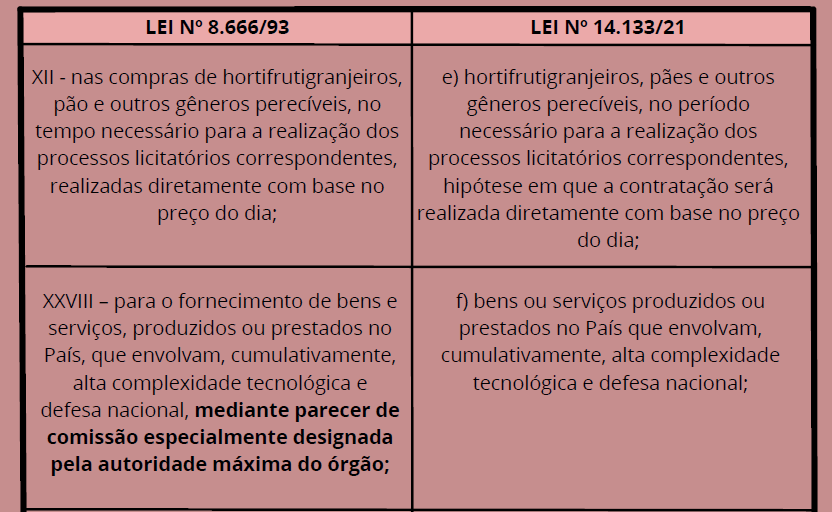 LEI Nº 8.666/93
LEI Nº 14.133/21
XII - nas compras de hortifrutigranjeiros,
pão e outros gêneros perecíveis, no
tempo necessário para a realização dos
processos licitatórios correspondentes,
realizadas diretamente com base no
preço do dia;
e) hortifrutigranjeiros, pães e outros
gêneros perecíveis, no período
necessário para a realização dos
processos licitatórios correspondentes,
hipótese em que a contratação será
realizada diretamente com base no preço
do dia;
XXVIII – para o fornecimento de bens e
serviços, produzidos ou prestados no
País, que envolvam, cumulativamente,
alta complexidade tecnológica e
defesa nacional, mediante parecer de
comissão especialmente designada
pela autoridade máxima do órgão;
f) bens ou serviços produzidos ou
prestados no País que envolvam,
cumulativamente, alta complexidade
tecnológica e defesa nacional;